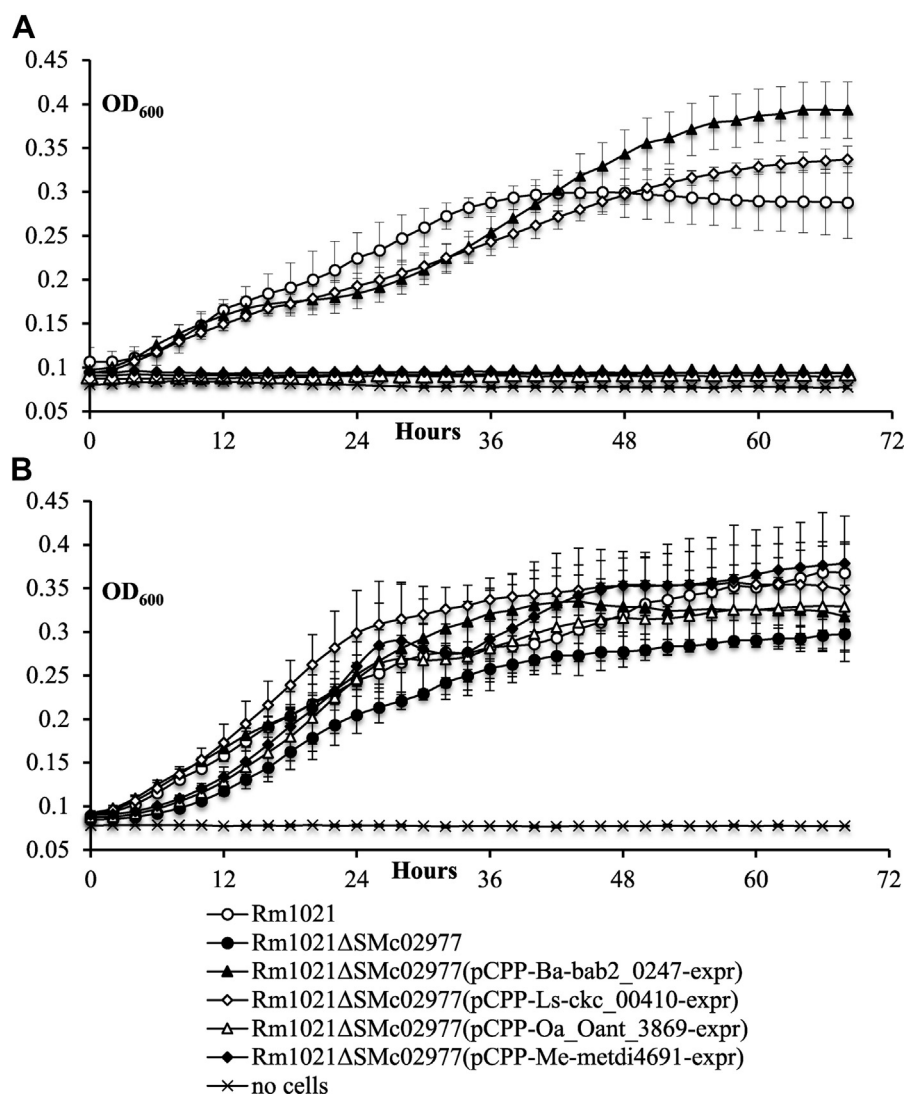 A
0.45
OD600
0.4
0.35
0.3
0.25
0.2
0.15
0.1
0.05
0 12 24 Hours 36 48 60 72
B
0.45
0.4
OD600
0.35
0.3
0.25
0.2
0.15
0.1
0.05
0 12 24 Hours 36 48 60 72
Rm1021
Rm1021ΔSMc02977
Rm1021ΔSMc02977(pCPP-Ba-bab2_0247-expr)
Rm1021ΔSMc02977(pCPP-Ls-ckc_00410-expr)
Rm1021ΔSMc02977(pCPP-Oa_Oant_3869-expr)
Rm1021ΔSMc02977(pCPP-Me-metdi4691-expr)
no cells